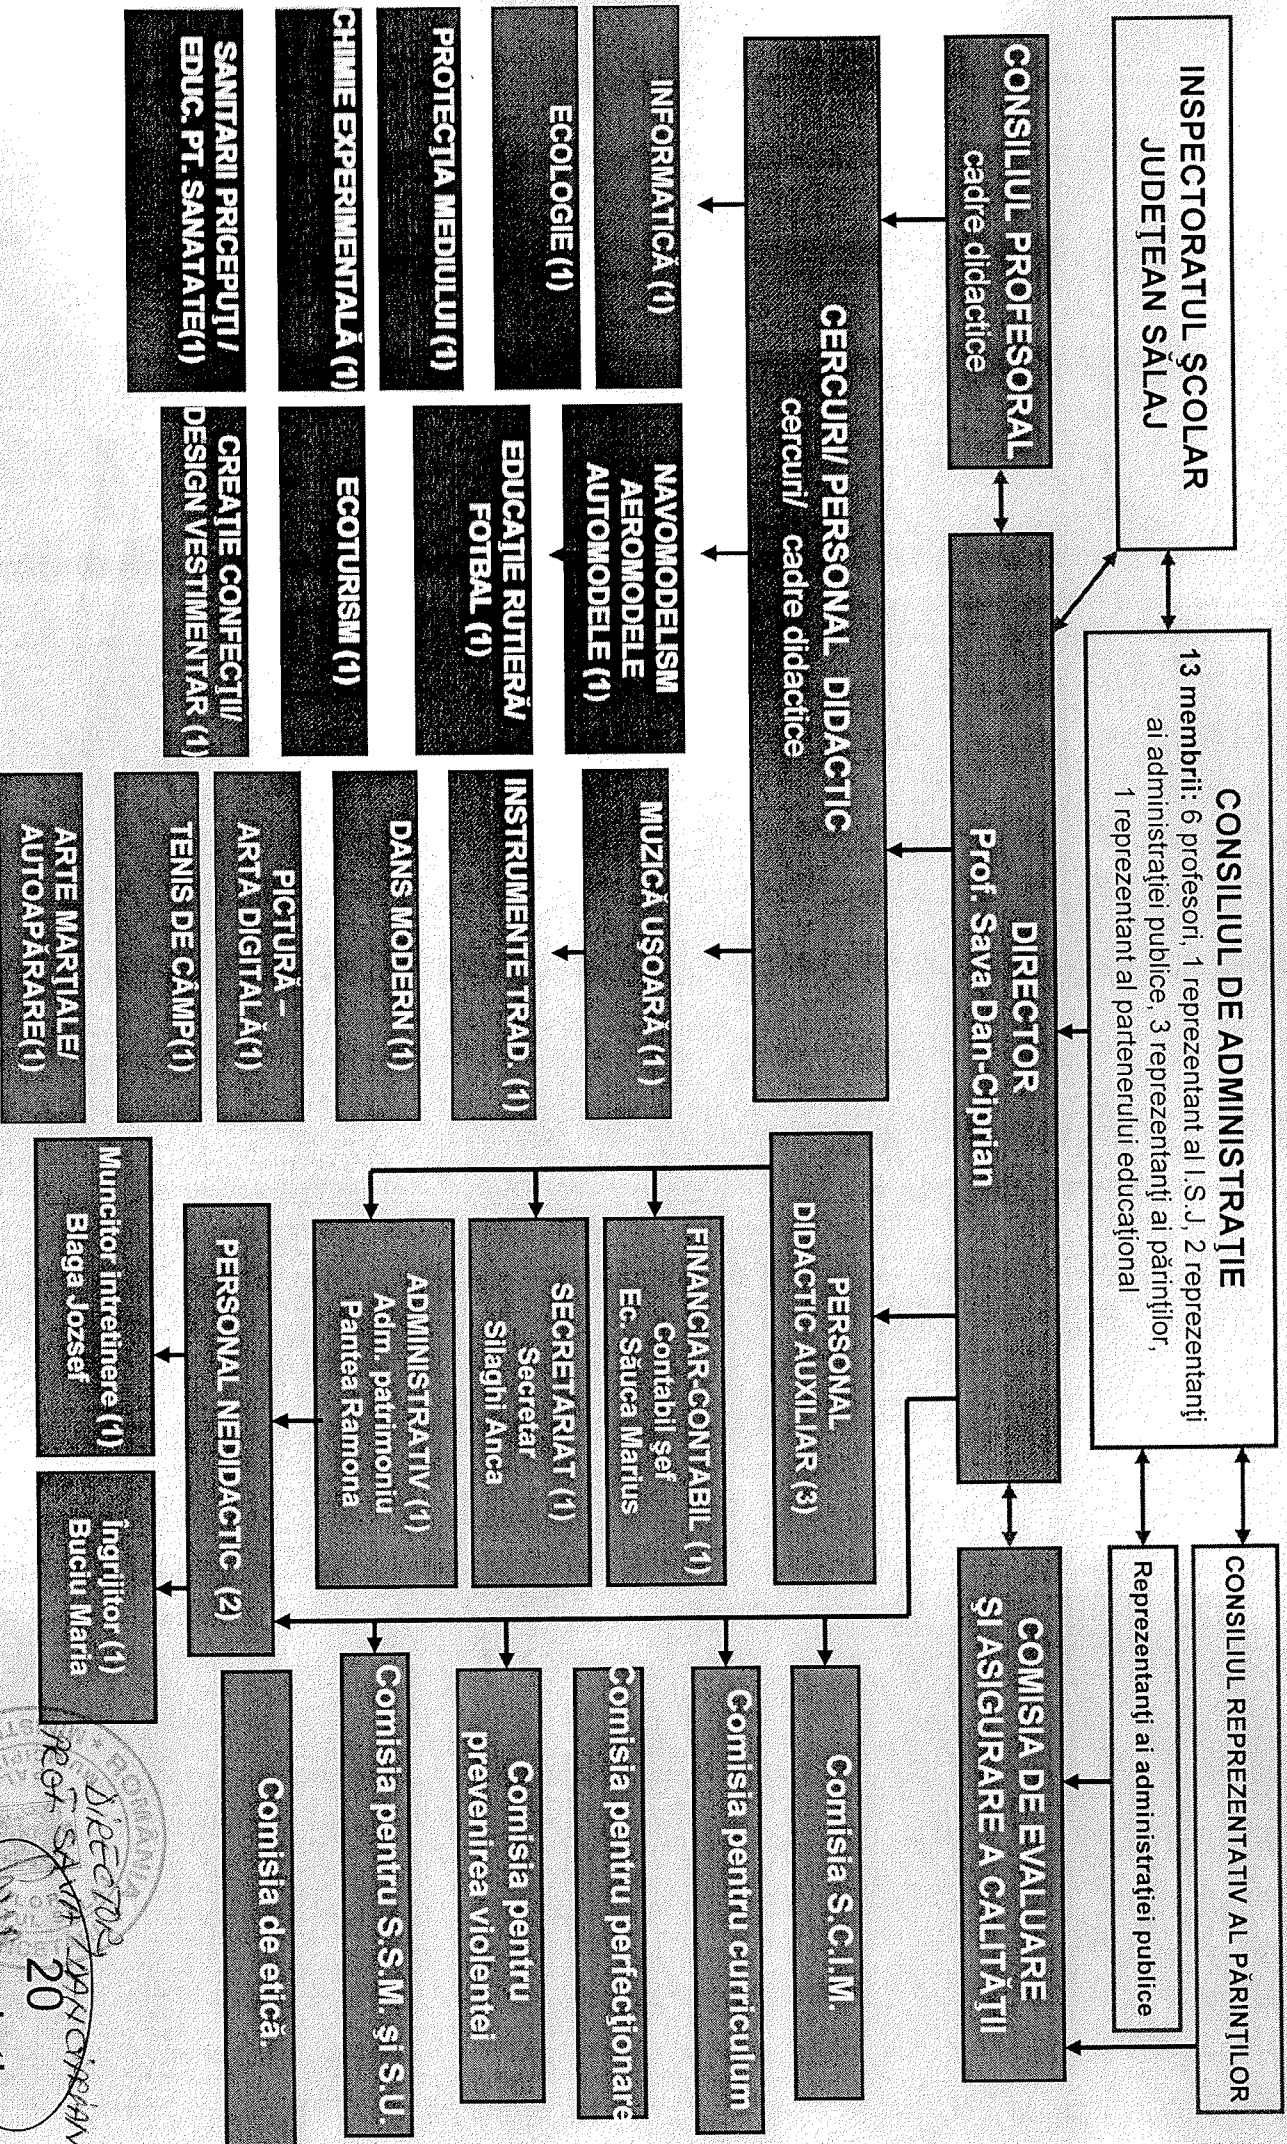 INSPECTORATUL ŞCOLAR
JUDEŢEAN SĂLAJ
CONSILIUL DE ADMINISTRAŢIE
13 membrii: 6 profesori, 1 reprezentant al I.S.J, 2 reprezentanţi
ai administraţiei publice, 3 reprezentanţi ai părinţilor,
1 reprezentant al partenerului educaţional
CONSILIUL REPREZENTATIV AL PĂRINŢILOR
Reprezentanţi ai administraţiei publice
CONSILIUL PROFESORAL
cadre didactice
DIRECTOR
Prof. Sava Dan-Ciprian
COMISIA DE EVALUARE
ŞI ASIGURARE A CALITĂŢII
CERCURI/ PERSONAL DIDACTIC
cercuri/ cadre didactice
INFORMATICĂ (1)
ECOLOGIE (1)
PROTECŢIA MEDIULUI (1)
CHIMIE EXPERIMENTALĂ (1)
SANITARII PRICEPUŢI /
EDUC. PT. SANATATE(1)
NAVOMODELISM
AEROMODELE
AUTOMODELE (1)
EDUCAŢIE RUTIERĂ/
FOTBAL (1)
ECOTURISM (1)
CREAŢIE CONFECŢII/
DESIGN VESTIMENTAR (1)
MUZICĂ UŞOARĂ (1 )
INSTRUMENTE TRAD. (1)
DANS MODERN (1)
PICTURĂ –
ARTA DIGITALĂ(1)
TENIS DE CÂMP(1)
ARTE MARŢIALE/
AUTOAPĂRARE(1)
PERSONAL
DIDACTIC AUXILIAR (3)
FINANCIAR-CONTABIL (1)
Contabil şef
Ec. Săuca Marius
SECRETARIAT (1)
Secretar
Silaghi Anca
ADMINISTRATIV (1)
Adm. patrimoniu
Pantea Ramona
PERSONAL NEDIDACTIC (2)
Muncitor intretinere (1)
Blaga Jozsef
Îngrijitor (1)
Buciu Maria
Comisia S.C.I.M.
Comisia pentru curriculum
Comisia pentru perfecţionare
Comisia pentru
prevenirea violentei
Comisia pentru S.S.M. şi S.U.
Comisia de etică.
ROMÂNIA
DIRECTOR,
PROF. SAVA DAN CIPRIAN
20